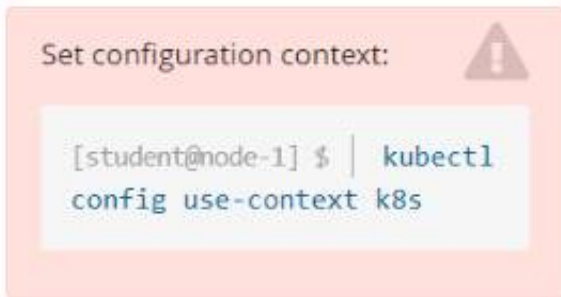 Set configuration context:
[student@node-1] $ | kubectl
config use-context k8s